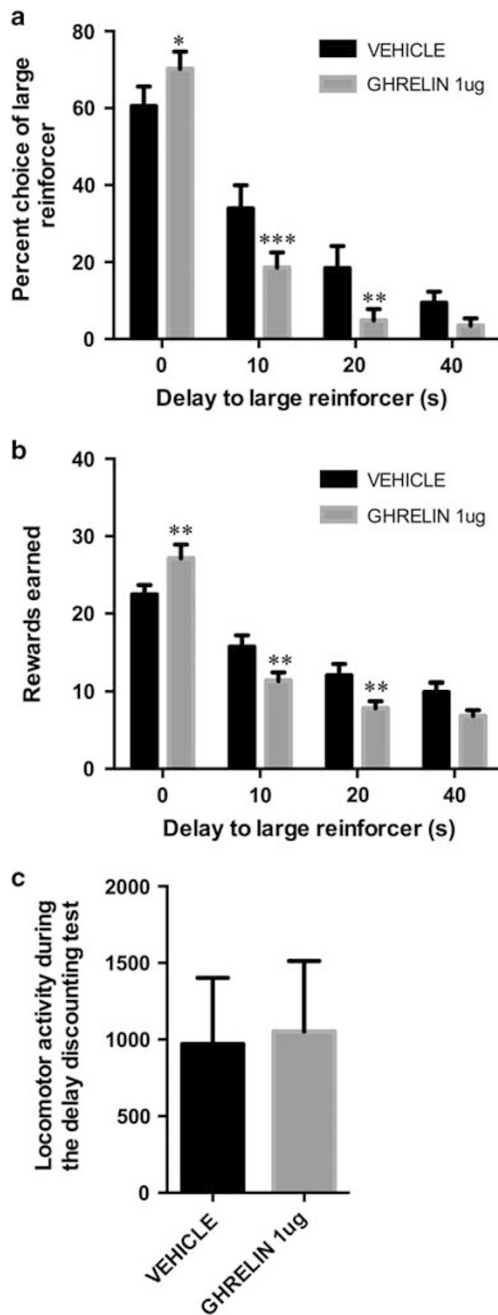 a
Percent choice of large
reinforcer
80
60
40
20
0
*
***
**
VEHICLE
GHRELIN 1ug
0 10 20 40
Delay to large reinforcer (s)
b
Rewards earned
40
30
20
10
0
**
**
**
VEHICLE
GHRELIN 1ug
0 10 20 40
Delay to large reinforcer (s)
c
Locomotor activity during
the delay discounting test
2000
1500
1000
500
0
VEHICLE
GHRELIN 1ug